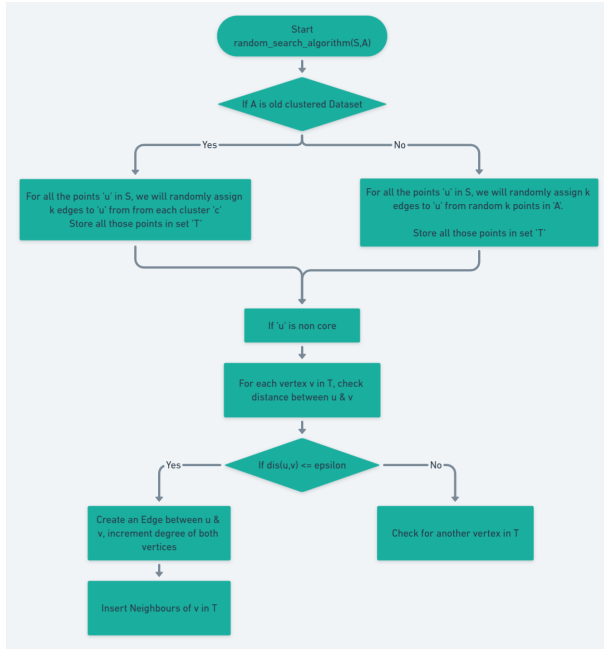 Start
random_search_algorithm(S,A)
If A is old clustered Dataset
Yes
No
For all the points 'u' in S, we will randomly assign
k edges to 'u' from from each cluster 'c'
Store all those points in set 'T'
For all the points 'u' in S, we will randomly assign k
edges to 'u' from random k points in 'A'.
Store all those points in set 'T'
If 'u' is non core
For each vertex v in T, check
distance between u & v
If dis(u,v) <= epsilon
Yes
No
Create an Edge between u &
v, increment degree of both
vertices
Check for another vertex in T
Insert Neighbours of v in T